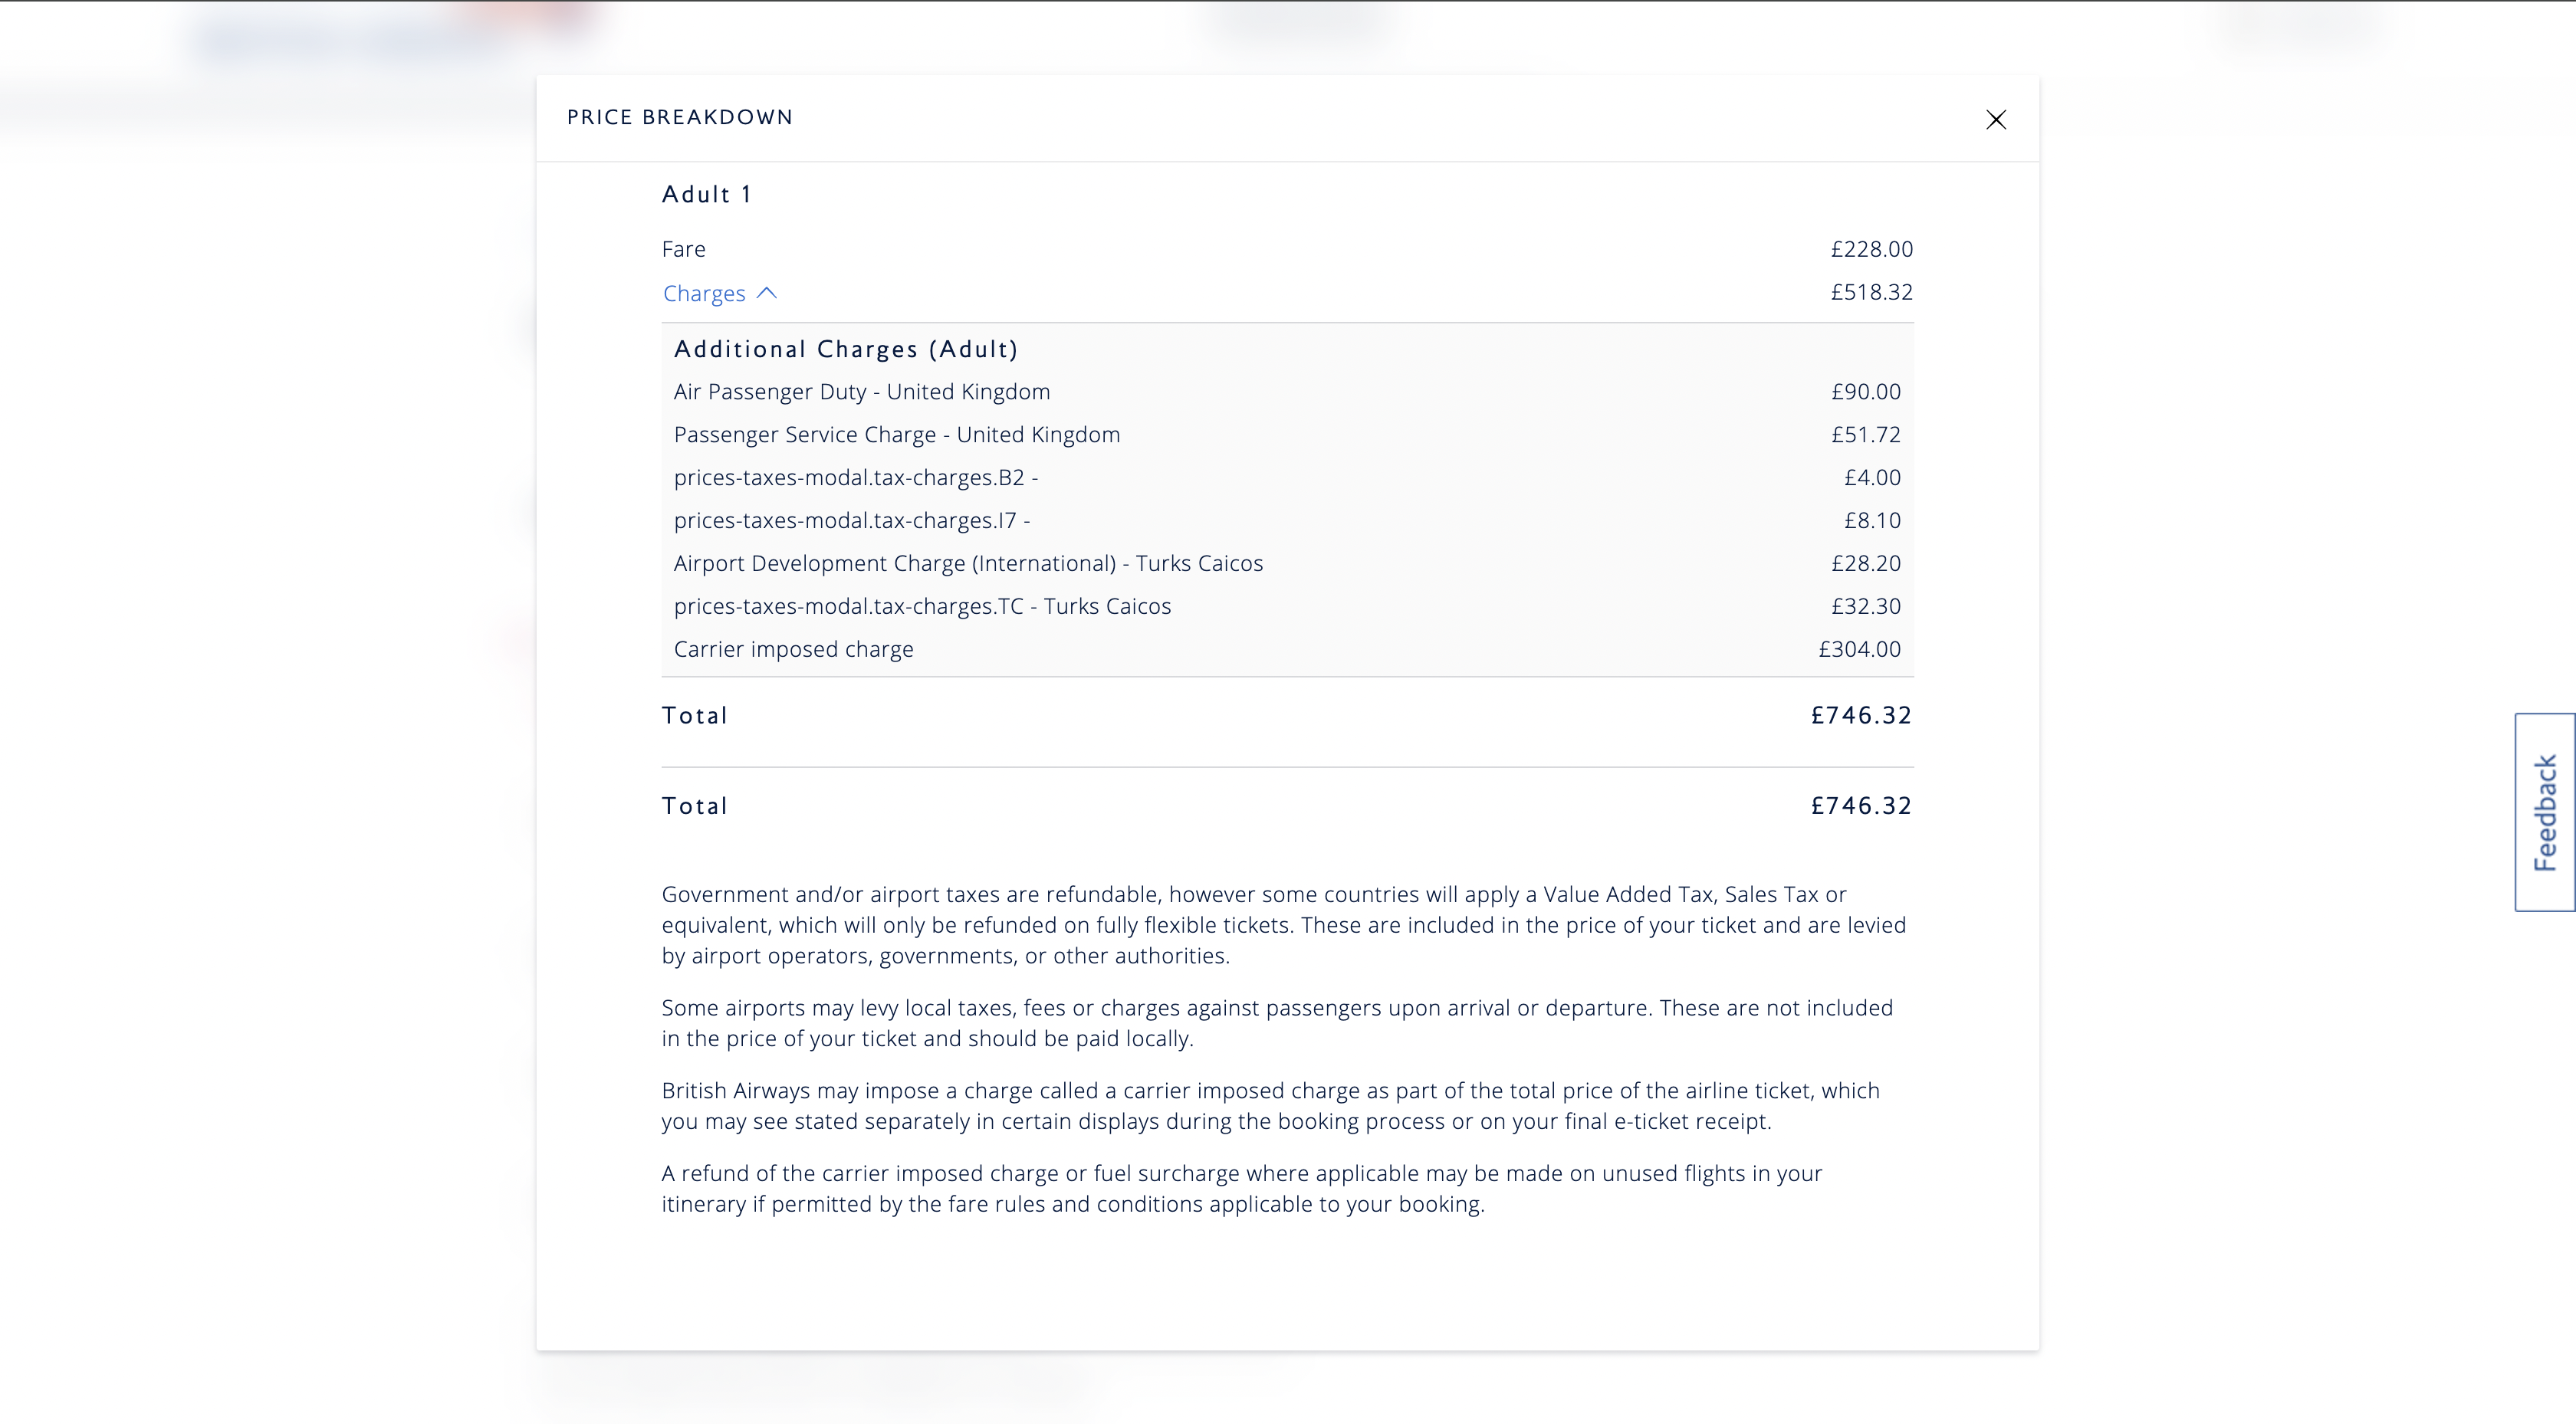 PRICE BREAKDOWN
Adult 1
Fare £228.00
Charges £518.32
Additional Charges (Adult)
Air Passenger Duty - United Kingdom £90.00
Passenger Service Charge - United Kingdom £51.72
prices-taxes-modal.tax-charges.B2 - £4.00
prices-taxes-modal.tax-charges.I7 - £8.10
Airport Development Charge (International) - Turks Caicos £28.20
prices-taxes-modal.tax-charges.TC - Turks Caicos £32.30
Carrier imposed charge £304.00
Total £746.32
Total £746.32
Government and/or airport taxes are refundable, however some countries will apply a Value Added Tax, Sales Tax or
equivalent, which will only be refunded on fully flexible tickets. These are included in the price of your ticket and are levied
by airport operators, governments, or other authorities.
Some airports may levy local taxes, fees or charges against passengers upon arrival or departure. These are not included
in the price of your ticket and should be paid locally.
British Airways may impose a charge called a carrier imposed charge as part of the total price of the airline ticket, which
you may see stated separately in certain displays during the booking process or on your final e-ticket receipt.
A refund of the carrier imposed charge or fuel surcharge where applicable may be made on unused flights in your
itinerary if permitted by the fare rules and conditions applicable to your booking.
Feedback